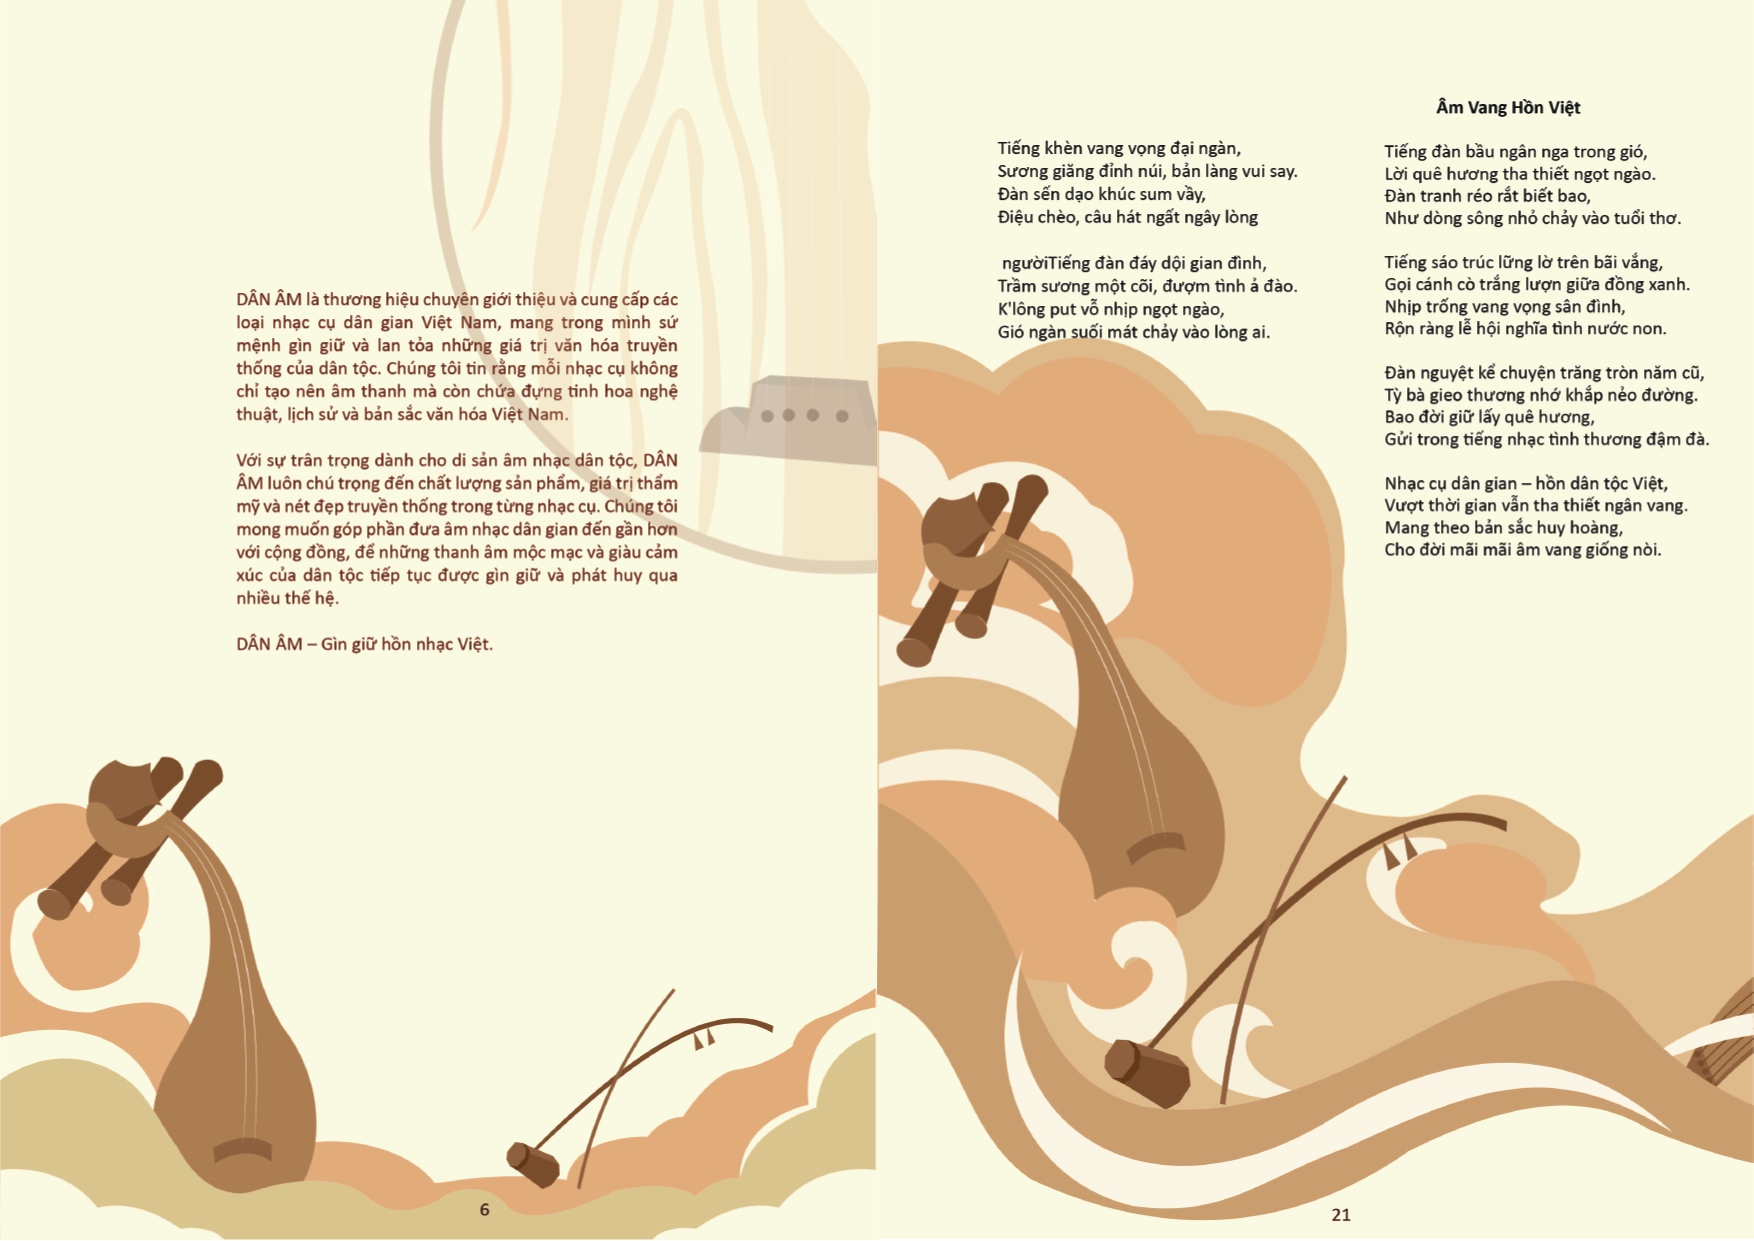 DÂN ÂM là thương hiệu chuyên giới thiệu và cung cấp các
loại nhạc cụ dân gian Việt Nam, mang trong mình sứ
mệnh gìn giữ và lan tỏa những giá trị văn hóa truyền
thống của dân tộc. Chúng tôi tin rằng mỗi nhạc cụ không
chỉ tạo nên âm thanh mà còn chứa đựng tinh hoa nghệ
thuật, lịch sử và bản sắc văn hóa Việt Nam.
Với sự trân trọng dành cho di sản âm nhạc dân tộc, DÂN
ÂM luôn chú trọng đến chất lượng sản phẩm, giá trị thẩm
mỹ và nét đẹp truyền thống trong từng nhạc cụ. Chúng tôi
mong muốn góp phần đưa âm nhạc dân gian đến gần hơn
với cộng đồng, để những thanh âm mộc mạc và giàu cảm
xúc của dân tộc tiếp tục được gìn giữ và phát huy qua
nhiều thế hệ.
DÂN ÂM – Gìn giữ hồn nhạc Việt.
6
Tiếng khèn vang vọng đại ngàn,
Sương giăng đỉnh núi, bản làng vui say.
Đàn sến dạo khúc sum vầy,
Điệu chèo, câu hát ngất ngây lòng
ngườiTiếng đàn đáy dội gian đình,
Trầm sương một cõi, đượm tình ả đào.
K'lông put vỗ nhịp ngọt ngào,
Gió ngàn suối mát chảy vào lòng ai.
Âm Vang Hồn Việt
Tiếng đàn bầu ngân nga trong gió,
Lời quê hương tha thiết ngọt ngào.
Đàn tranh réo rắt biết bao,
Như dòng sông nhỏ chảy vào tuổi thơ.
Tiếng sáo trúc lững lờ trên bãi vắng,
Gọi cánh cò trắng lượn giữa đồng xanh.
Nhịp trống vang vọng sân đình,
Rộn ràng lễ hội nghĩa tình nước non.
Đàn nguyệt kể chuyện trăng tròn năm cũ,
Tỳ bà gieo thương nhớ khắp nẻo đường.
Bao đời giữ lấy quê hương,
Gửi trong tiếng nhạc tình thương đậm đà.
Nhạc cụ dân gian – hồn dân tộc Việt,
Vượt thời gian vẫn tha thiết ngân vang.
Mang theo bản sắc huy hoàng,
Cho đời mãi mãi âm vang giống nòi.
21